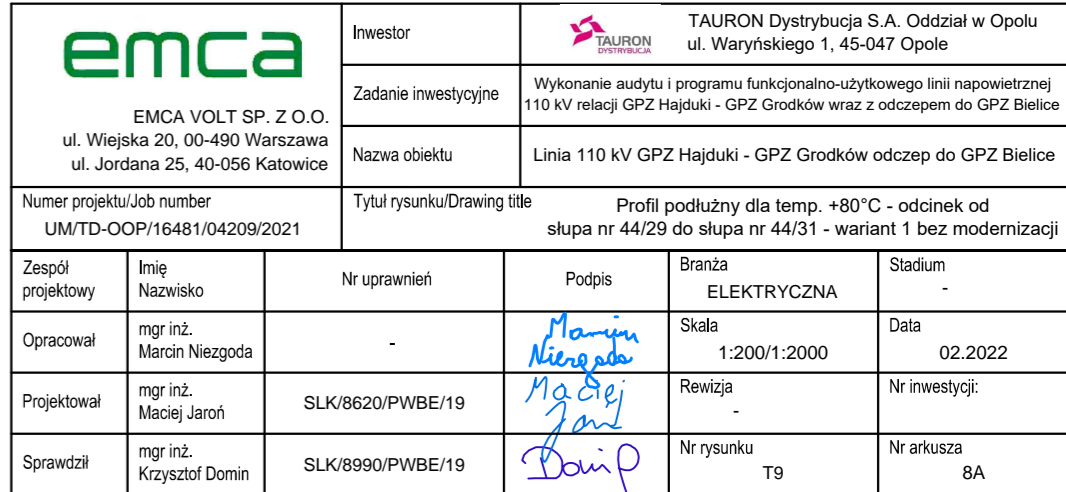 emca
EMCA VOLT SP. Z O.O.
ul. Wiejska 20, 00-490 Warszawa
ul. Jordana 25, 40-056 Katowice
Inwestor
TAURON
DYSTRYBUCJA
TAURON Dystrybucja S.A. Oddział w Opolu
ul. Waryńskiego 1, 45-047 Opole
Zadanie inwestycyjne
Wykonanie audytu i programu funkcjonalno-użytkowego linii napowietrznej
110 kV relacji GPZ Hajduki - GPZ Grodków wraz z odczepem do GPZ Bielice
Nazwa obiektu
Linia 110 kV GPZ Hajduki - GPZ Grodków odczep do GPZ Bielice
Numer projektu/Job number
UM/TD-OOP/16481/04209/2021
Tytuł rysunku/Drawing title
Profil podłużny dla temp. +80°C - odcinek od
słupa nr 44/29 do słupa nr 44/31 - wariant 1 bez modernizacji
Zespół
projektowy
Imię
Nazwisko
Nr uprawnień
Podpis
Branża
ELEKTRYCZNA
Stadium
-
Opracował
mgr inż.
Marcin Niezgoda
-
Marcin
Niezgoda
Skala
1:200/1:2000
Data
02.2022
Projektował
mgr inż.
Maciej Jaroń
SLK/8620/PWBE/19
Maciej
Jaroń
Rewizja
-
Nr inwestycji:
Sprawdził
mgr inż.
Krzysztof Domin
SLK/8990/PWBE/19
Nr rysunku
T9
Nr arkusza
8A